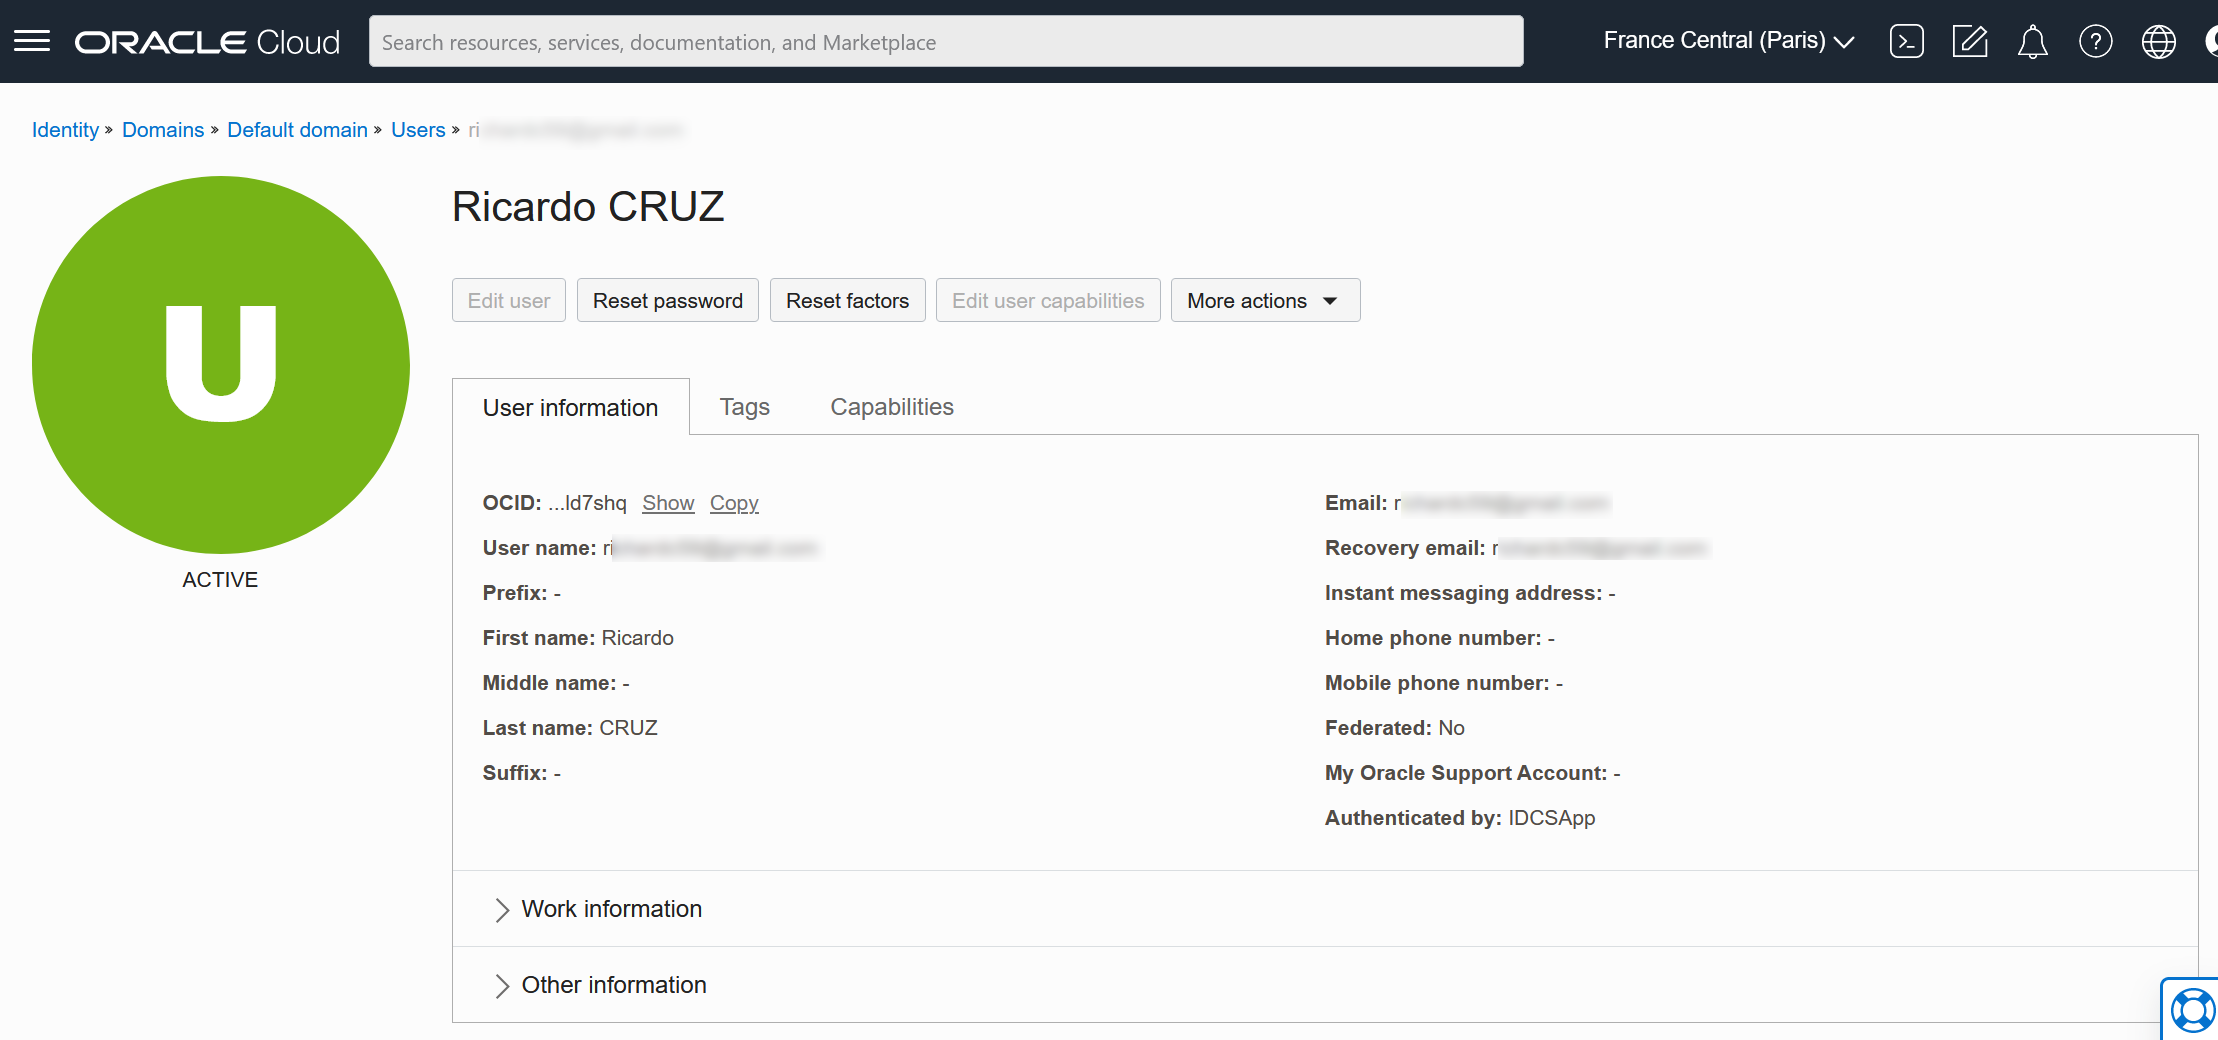 ORACLE Cloud
Search resources, services, documentation, and Marketplace
France Central (Paris)
Identity » Domains » Default domain » Users » ri
U
ACTIVE
Ricardo CRUZ
Edit user
Reset password
Reset factors
Edit user capabilities
More actions
User information
Tags
Capabilities
OCID: ...ld7shq Show Copy
User name: ri
Prefix: -
First name: Ricardo
Middle name: -
Last name: CRUZ
Suffix: -
Email: r
Recovery email: r
Instant messaging address: -
Home phone number: -
Mobile phone number: -
Federated: No
My Oracle Support Account: -
Authenticated by: IDCSApp
Work information
Other information